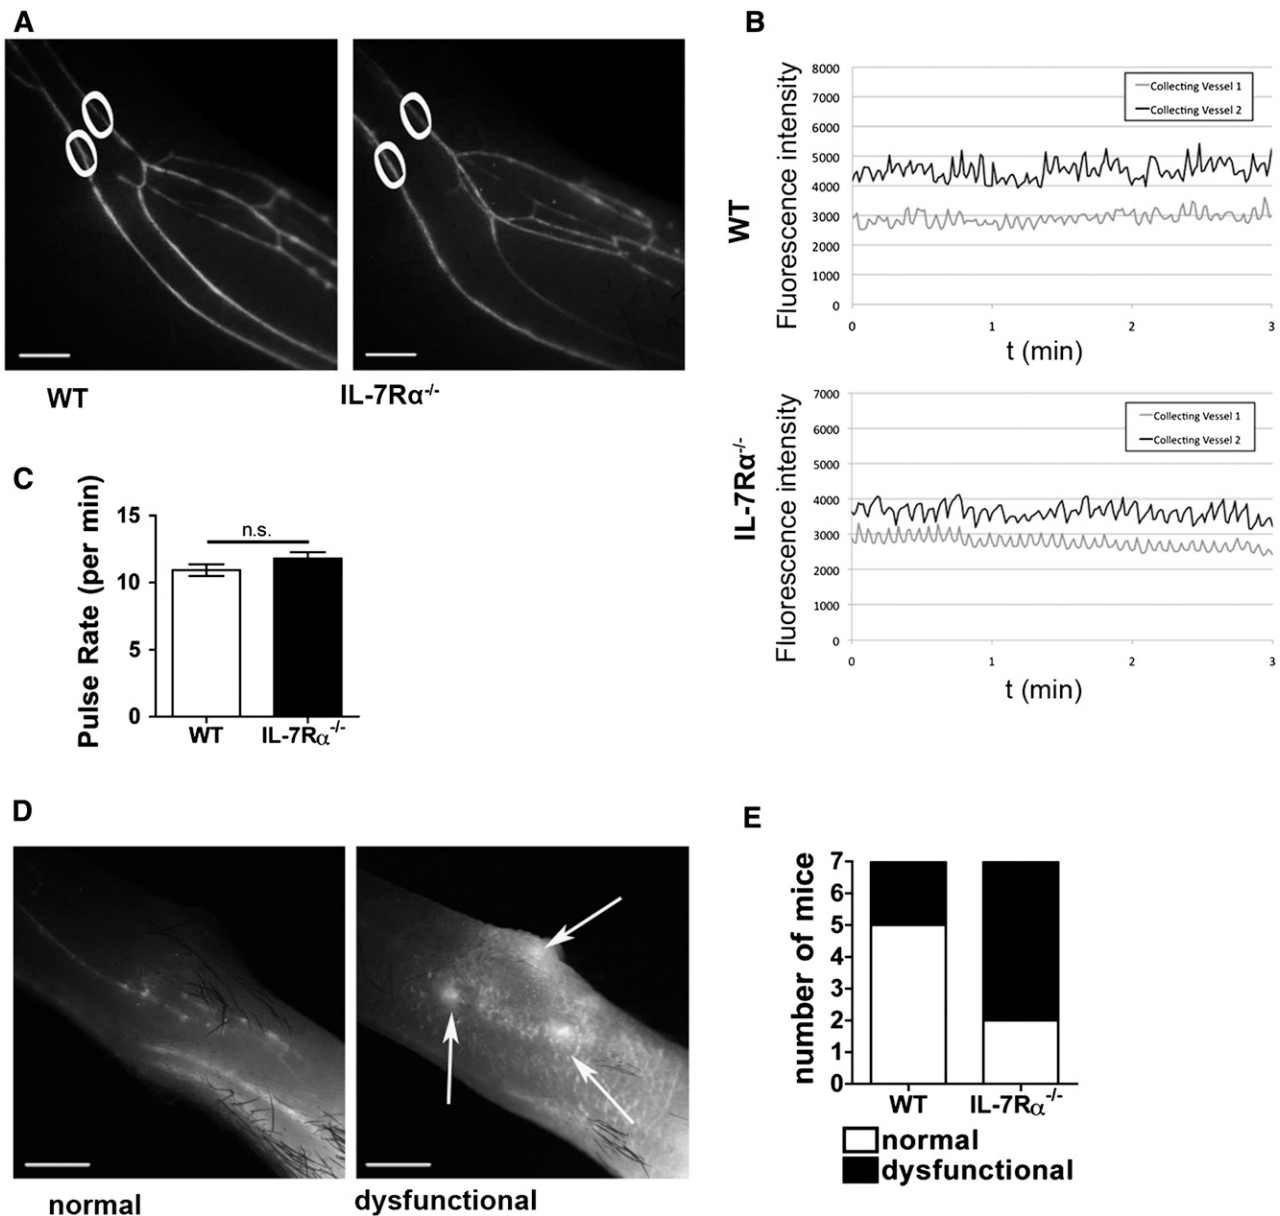 A
WT
IL-7Rα-/-
B
WT
Fluorescence intensity
8000
7000
6000
5000
4000
3000
2000
1000
0
Collecting Vessel 1
Collecting Vessel 2
0 1 2 3
t (min)
IL-7Rα-/-
Fluorescence intensity
7000
6000
5000
4000
3000
2000
1000
0
Collecting Vessel 1
Collecting Vessel 2
0 1 2 3
t (min)
C
Pulse Rate (per min)
15
10
5
0
n.s.
WT IL-7Rα-/-
D
normal
dysfunctional
E
number of mice
7
6
5
4
3
2
1
0
WT IL-7Rα-/-
normal
dysfunctional